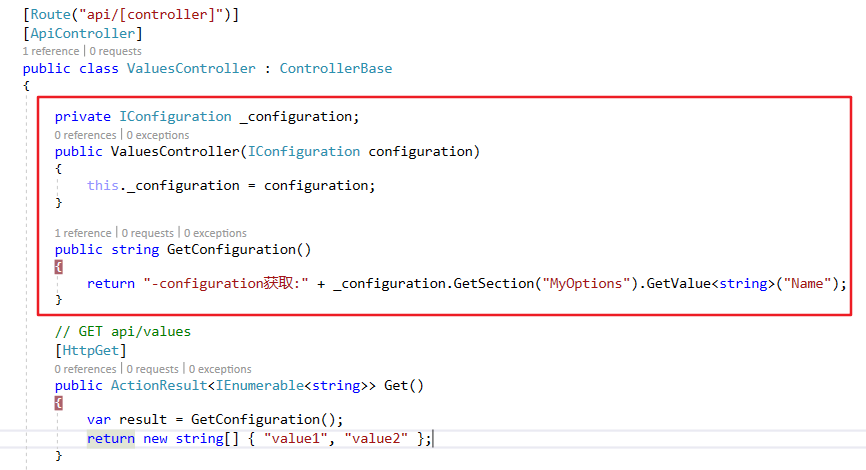 [Route("api/[controller]")]
[ApiController]
1 reference | 0 requests
public class ValuesController : ControllerBase
{
private IConfiguration _configuration;
0 references | 0 exceptions
public ValuesController(IConfiguration configuration)
{
this._configuration = configuration;
}
1 reference | 0 requests | 0 exceptions
public string GetConfiguration()
{
return "-configuration获取:" + _configuration.GetSection("MyOptions").GetValue<string>("Name");
}
// GET api/values
[HttpGet]
0 references | 0 requests | 0 exceptions
public ActionResult<IEnumerable<string>> Get()
{
var result = GetConfiguration();
return new string[] { "value1", "value2" };
}